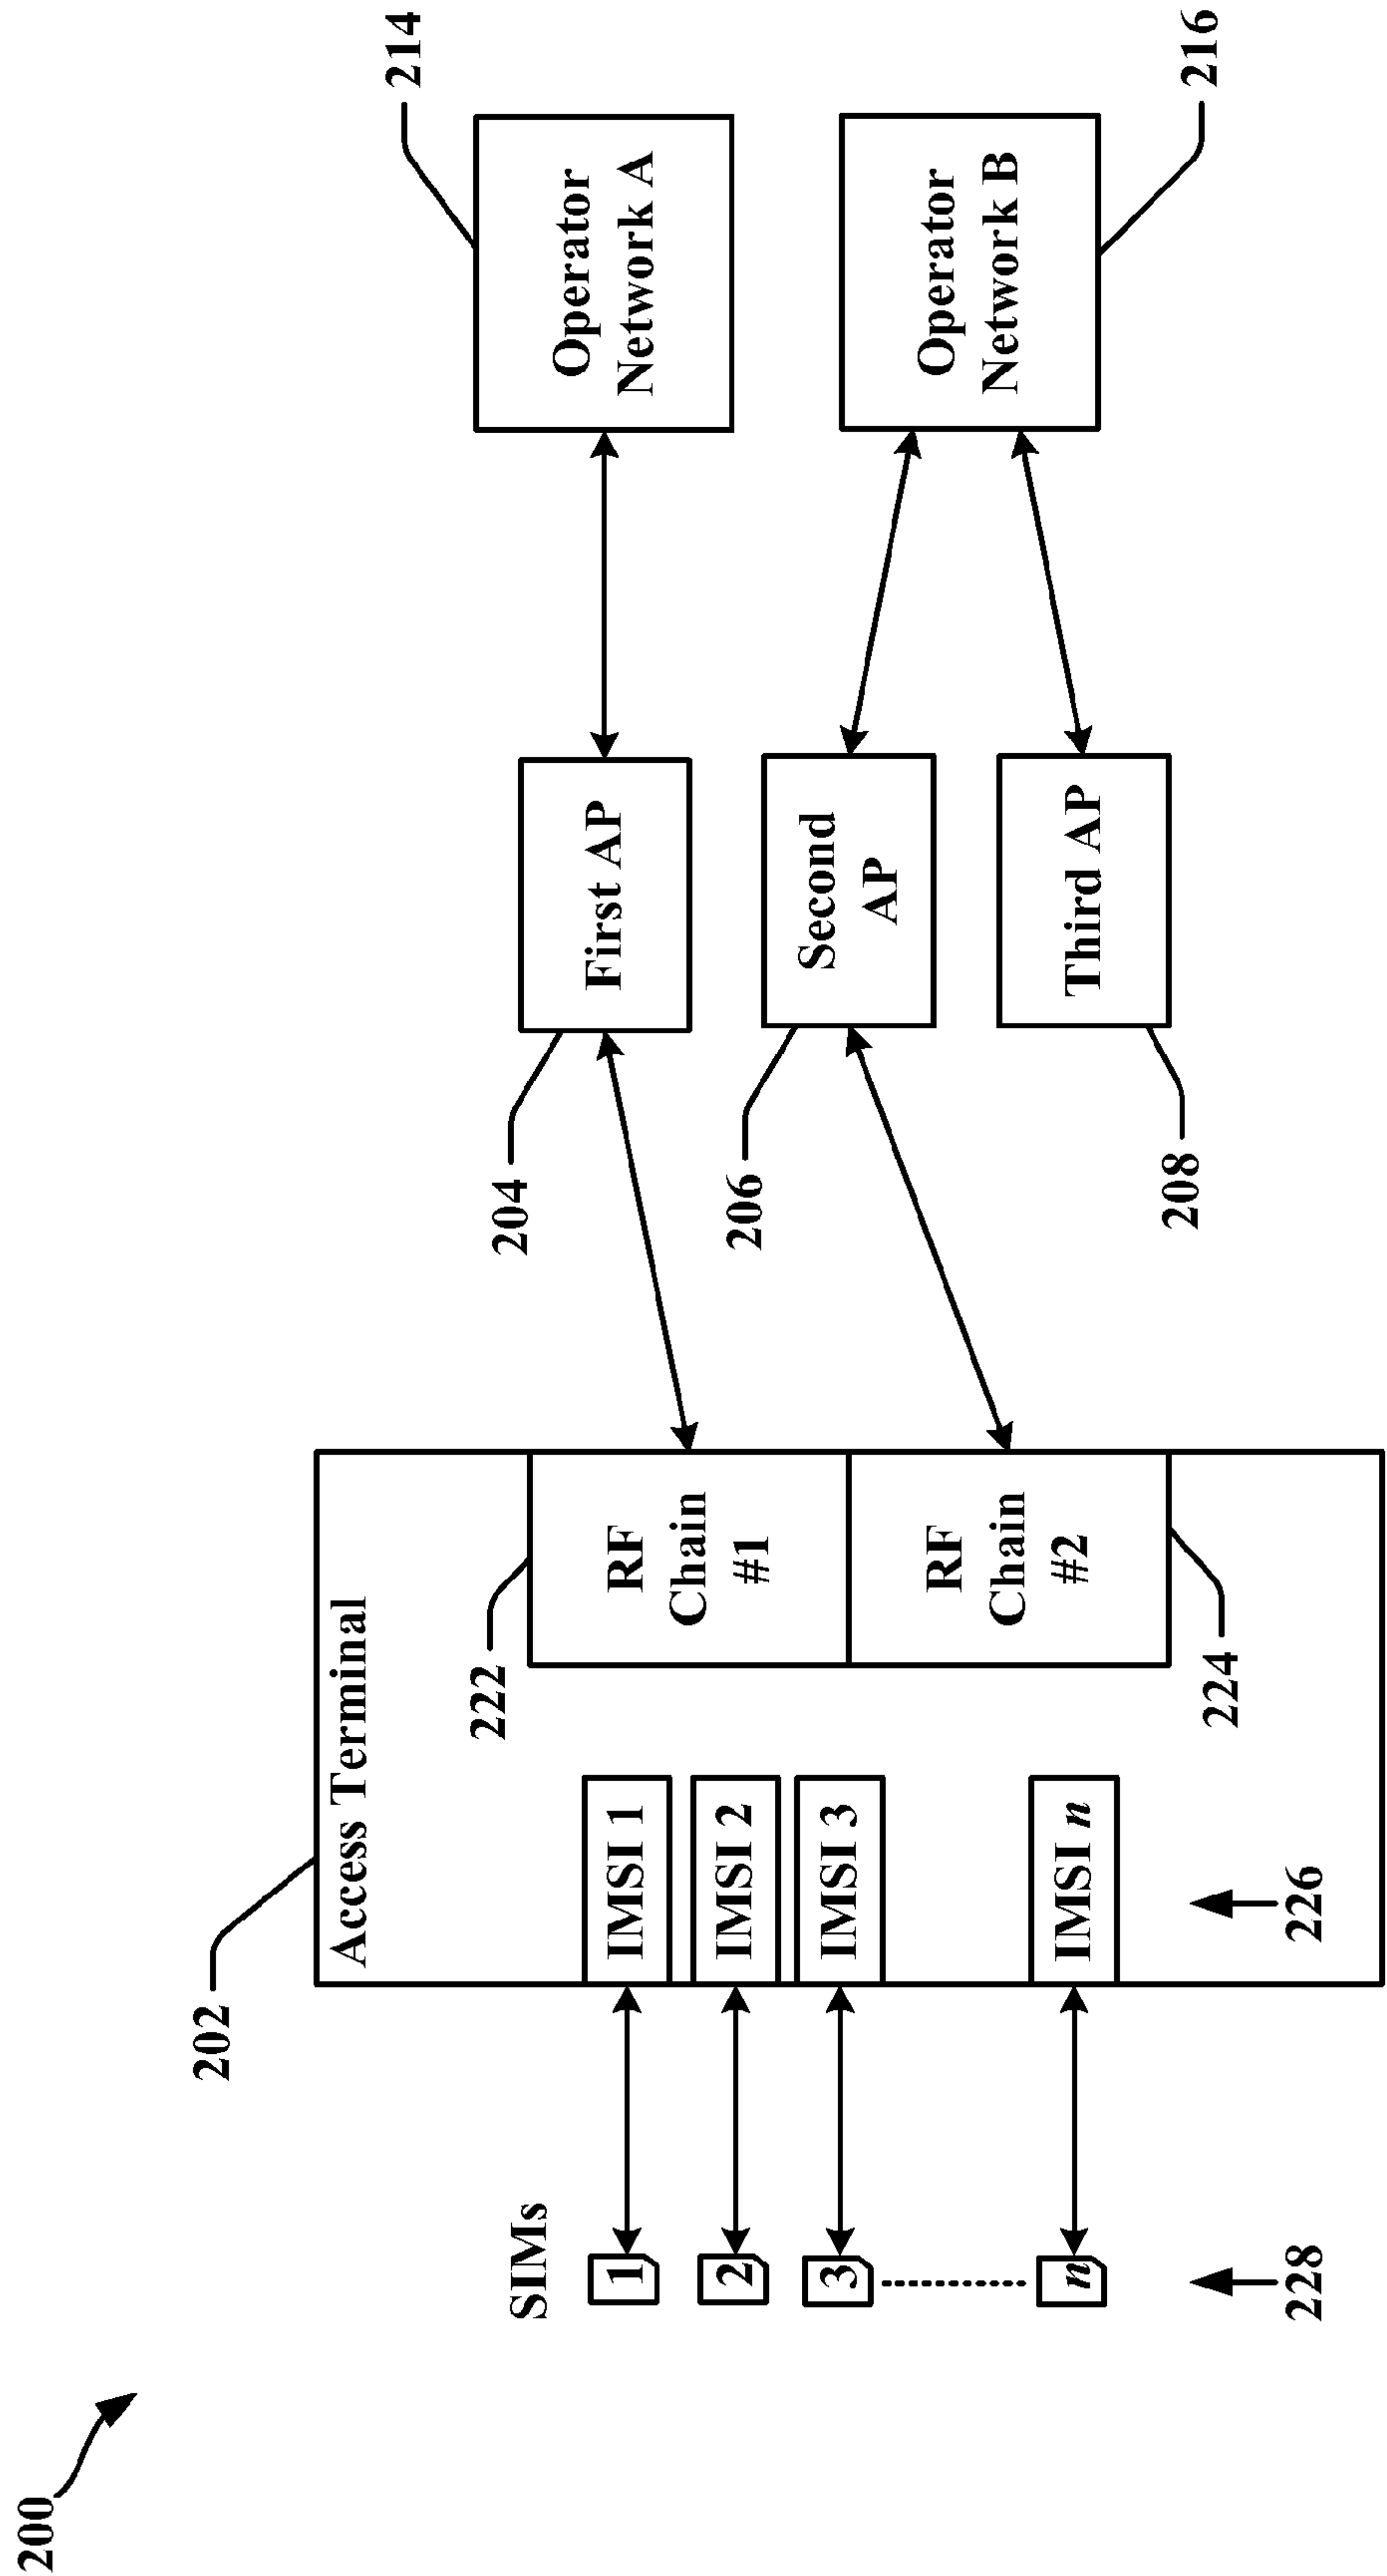 200
202
Access Terminal
SIMs
1
2
3
n
IMSI 1
IMSI 2
IMSI 3
IMSI n
228
226
222
RF
Chain
#1
RF
Chain
#2
224
204
First AP
206
Second
AP
208
Third AP
214
Operator
Network A
Operator
Network B
216